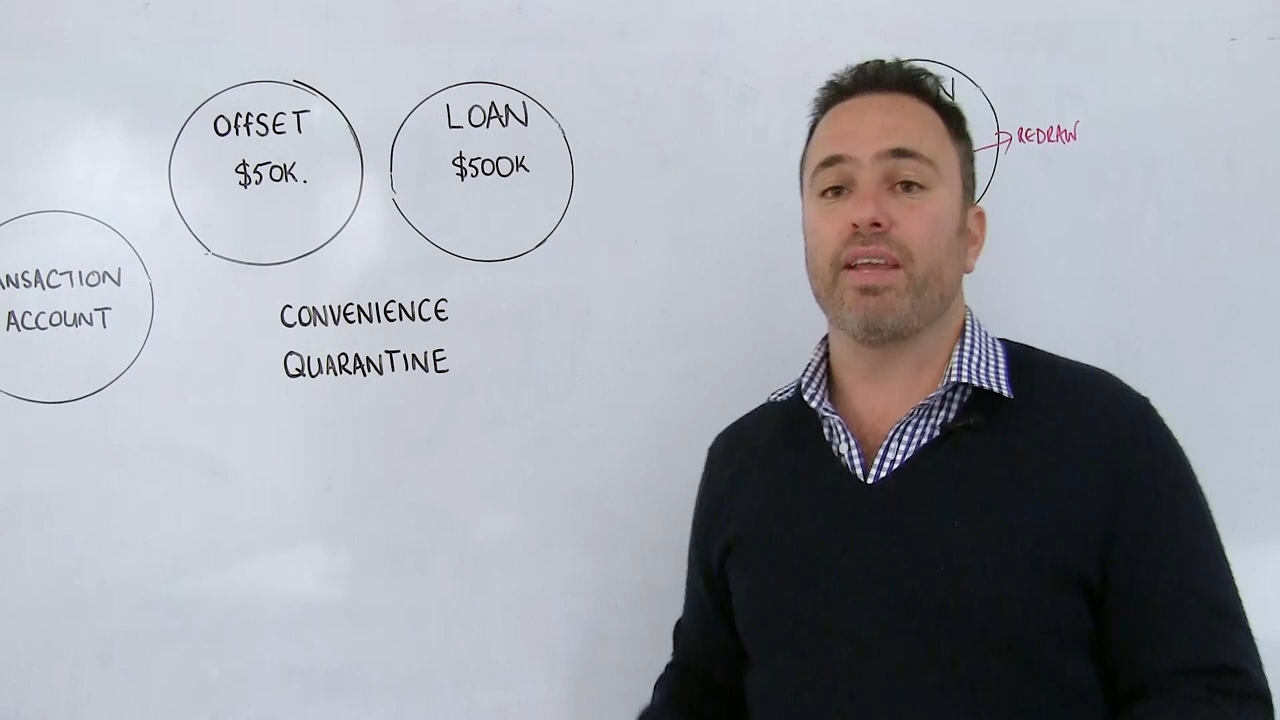 OFFSET
$50K.
LOAN
$500K
REDRAW
ACCOUNT
CONVENIENCE
QUARANTINE